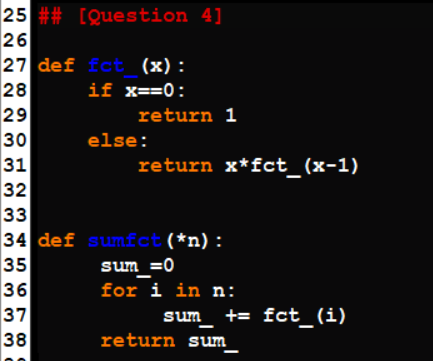 25 ## [Question 4]
26
27 def fct_(x):
28     if x==0:
29         return 1
30     else:
31         return x*fct_(x-1)
32
33
34 def sumfct(*n):
35      sum_=0
36      for i in n:
37           sum_ += fct_(i)
38      return sum_